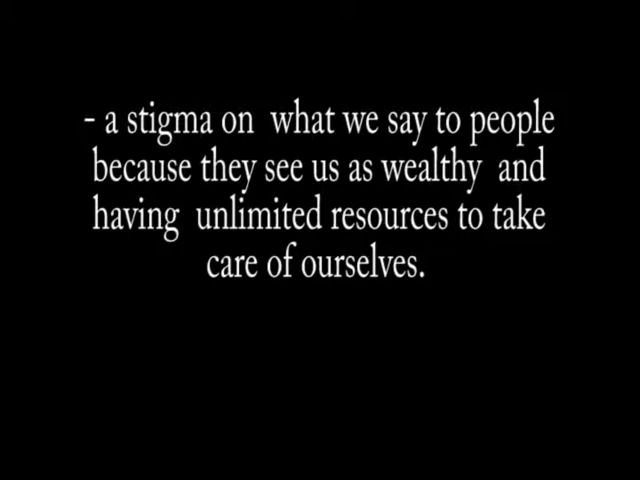 - a stigma on  what we say to people
because they see us as wealthy  and
having  unlimited resources to take
care of ourselves.